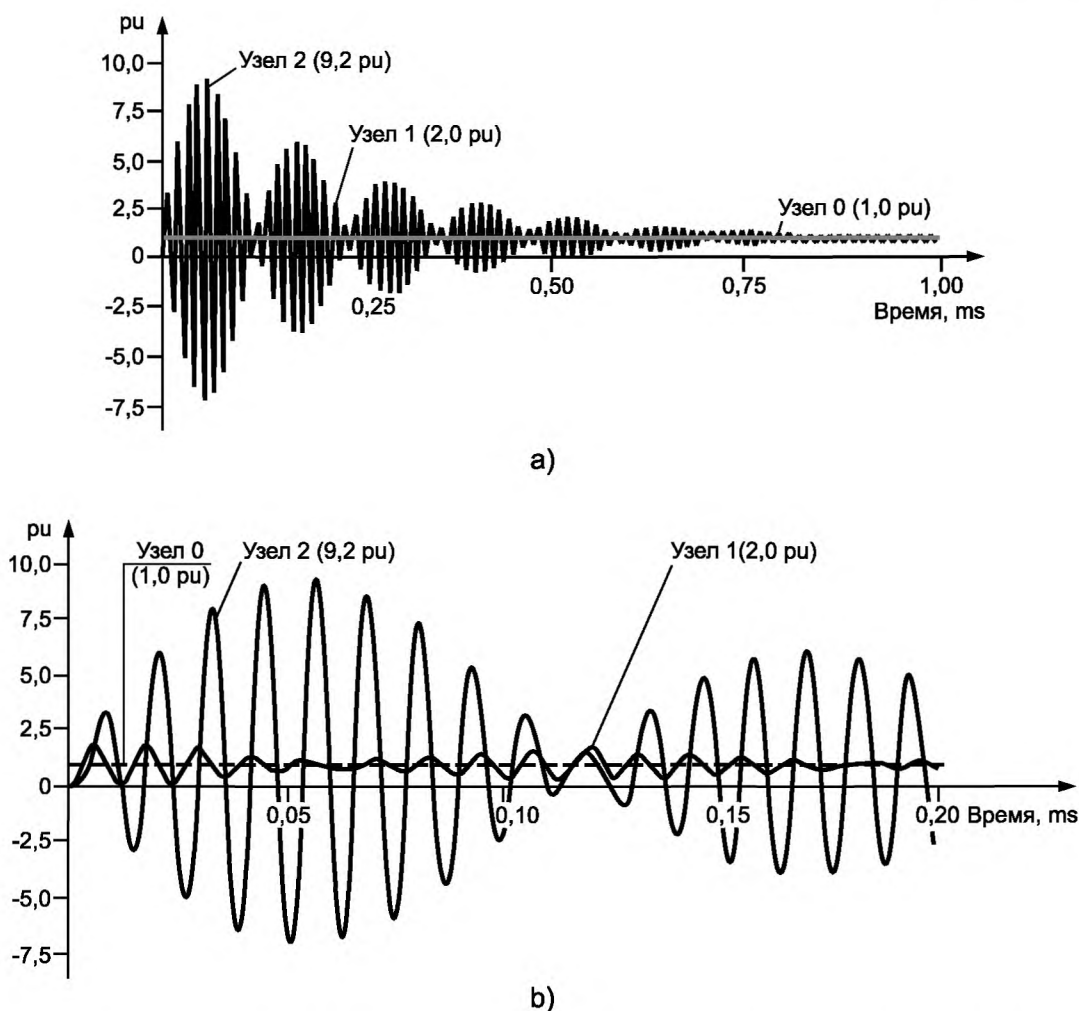 pu
Узел 2 (9,2 pu)
10,0
7,5
Узел 1 (2,0 pu)
5,0
Узел 0 (1,0 pu)
2,5
0
0,25
0,50
0,75
1,00
-2,5
Время, ms
-5,0
-7,5
a)
pu
Узел 0
(1,0 pu)
Узел 2 (9,2 pu)
Узел 1(2,0 pu)
10,0
7,5
5,0
2,5
0
0,05
0,10
0,15
0,20 Время, ms
-2,5
-5,0
-7,5
b)